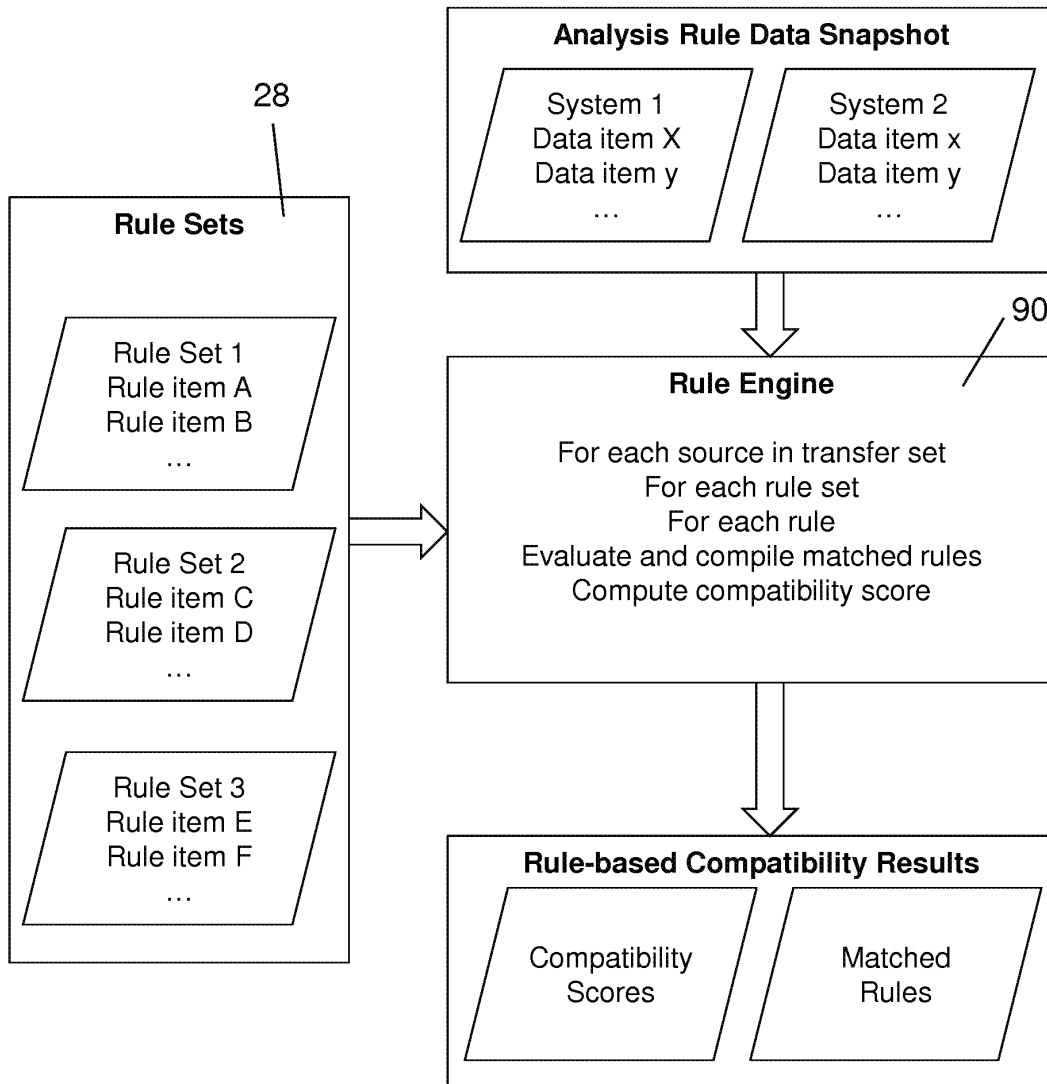 Analysis Rule Data Snapshot
System 1
Data item X
Data item y
…
System 2
Data item x
Data item y
…
28
Rule Sets
Rule Set 1
Rule item A
Rule item B
…
Rule Set 2
Rule item C
Rule item D
…
Rule Set 3
Rule item E
Rule item F
…
90
Rule Engine
For each source in transfer set
For each rule set
For each rule
Evaluate and compile matched rules
Compute compatibility score
Rule-based Compatibility Results
Compatibility
Scores
Matched
Rules